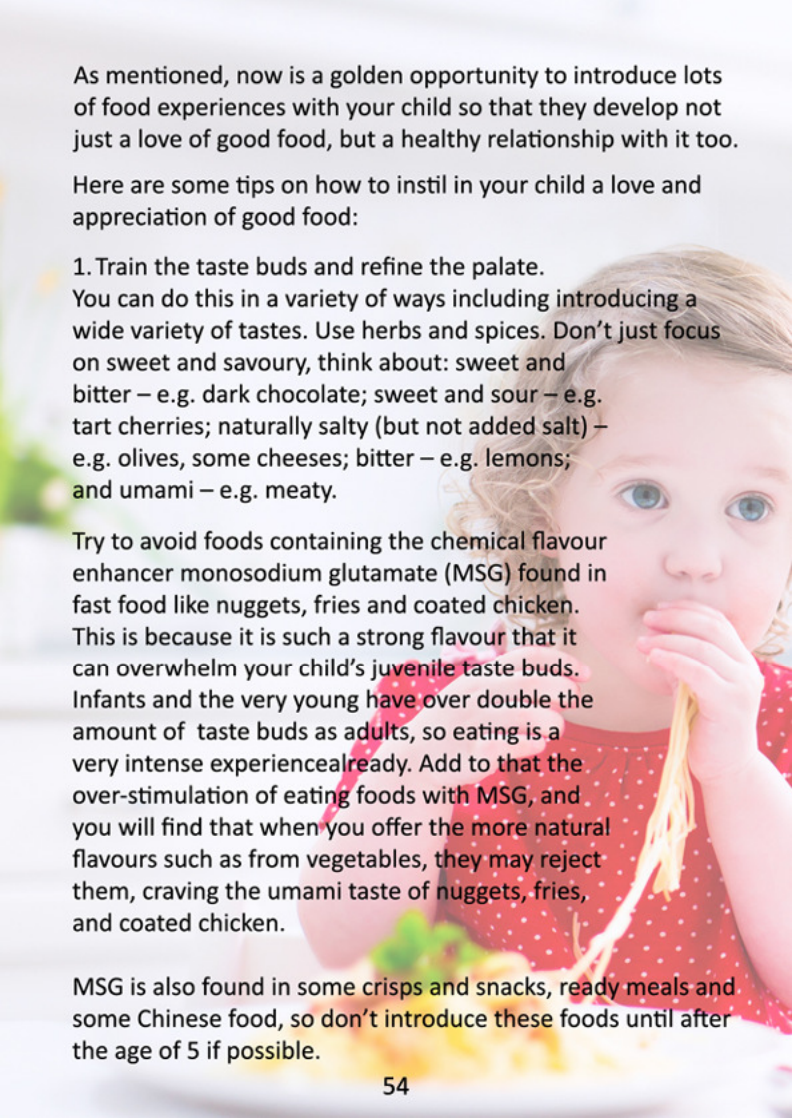 As mentioned, now is a golden opportunity to introduce lots
of food experiences with your child so that they develop not
just a love of good food, but a healthy relationship with it too.
Here are some tips on how to instil in your child a love and
appreciation of good food:
1. Train the taste buds and refine the palate.
You can do this in a variety of ways including introducing a
wide variety of tastes. Use herbs and spices. Don’t just focus
on sweet and savoury, think about: sweet and
bitter – e.g. dark chocolate; sweet and sour – e.g.
tart cherries; naturally salty (but not added salt) –
e.g. olives, some cheeses; bitter – e.g. lemons;
and umami – e.g. meaty.
Try to avoid foods containing the chemical flavour
enhancer monosodium glutamate (MSG) found in
fast food like nuggets, fries and coated chicken.
This is because it is such a strong flavour that it
can overwhelm your child’s juvenile taste buds.
Infants and the very young have over double the
amount of  taste buds as adults, so eating is a
very intense experiencealready. Add to that the
over-stimulation of eating foods with MSG, and
you will find that when you offer the more natural
flavours such as from vegetables, they may reject
them, craving the umami taste of nuggets, fries,
and coated chicken.
MSG is also found in some crisps and snacks, ready meals and
some Chinese food, so don’t introduce these foods until after
the age of 5 if possible.
54